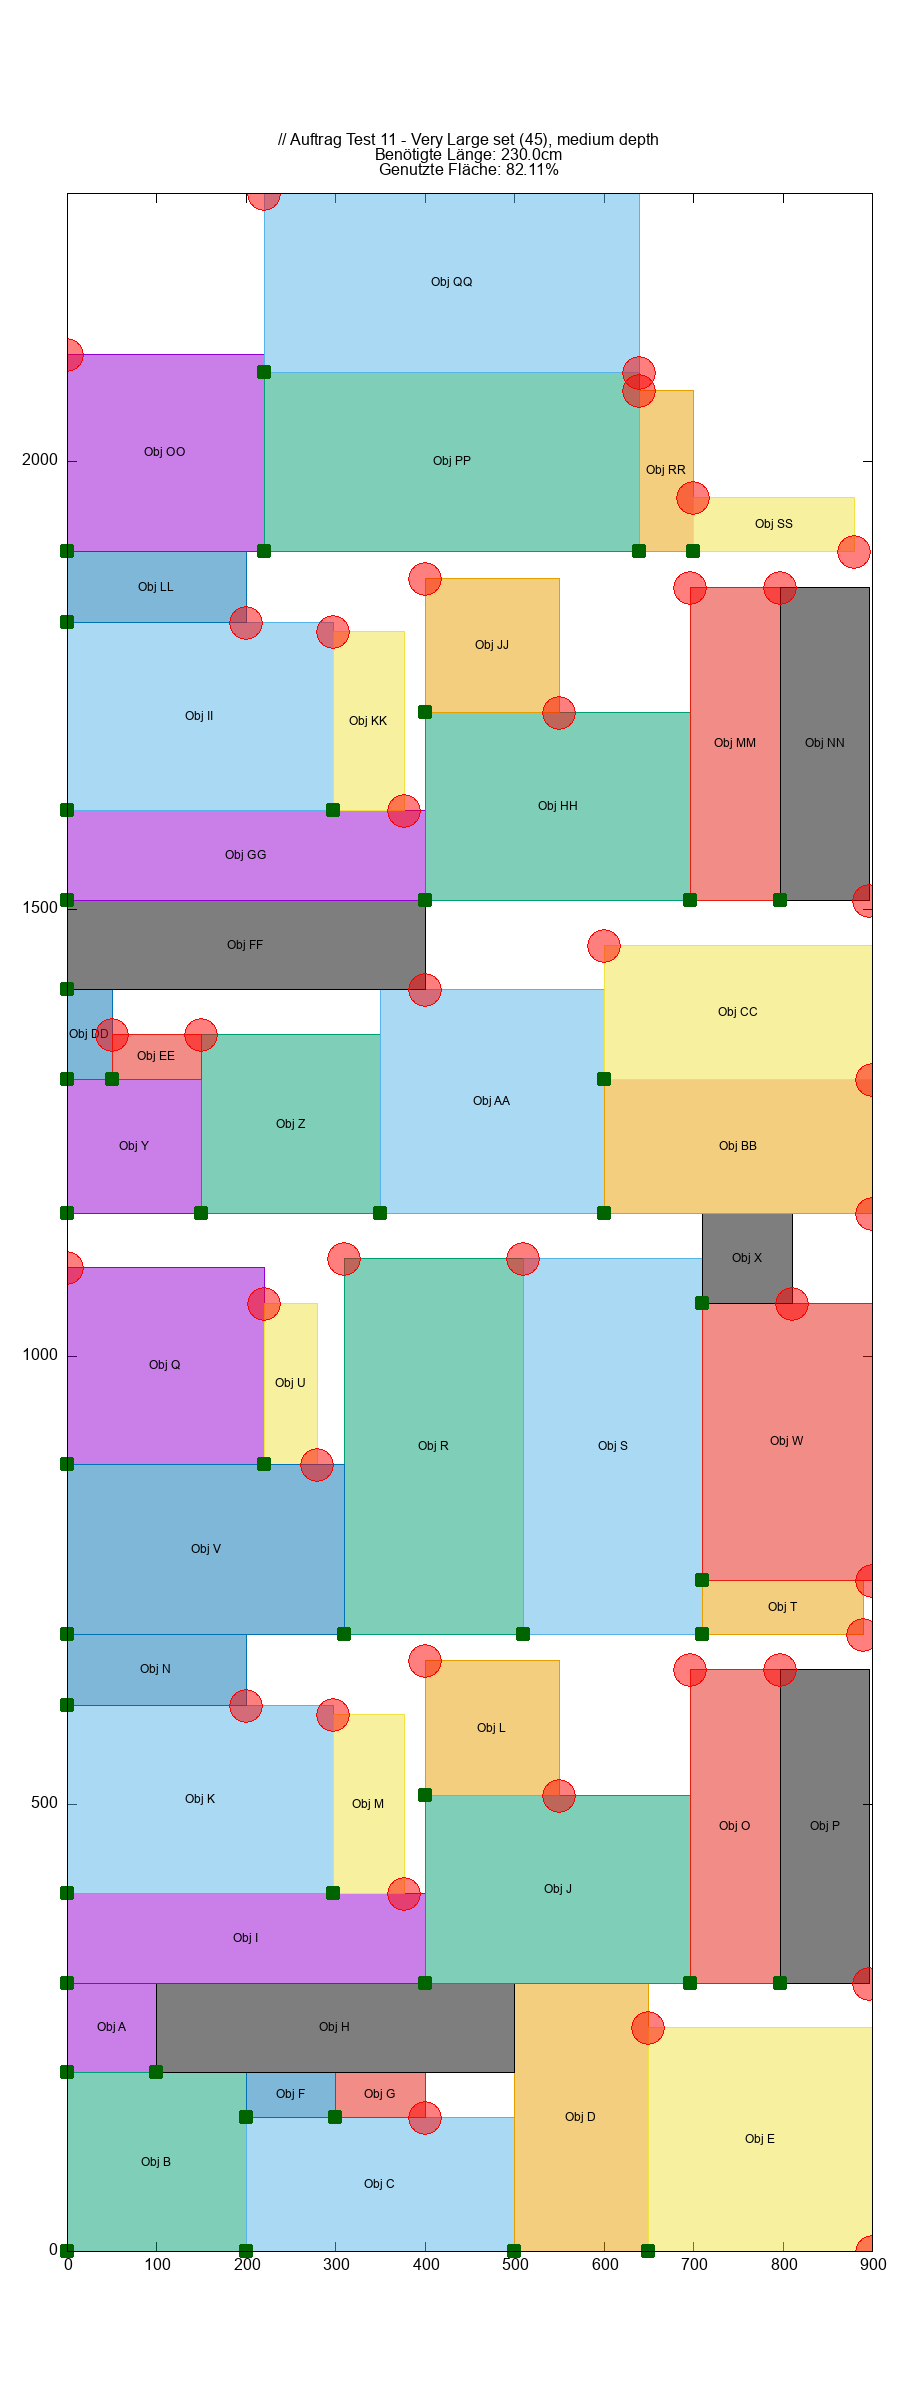 // Auftrag Test 11 - Very Large set (45), medium depth
Benötigte Länge: 230.0cm
Genutzte Fläche: 82.11%
Obj QQ
Obj OO
Obj PP
2000
Obj RR
Obj SS
Obj LL
Obj JJ
Obj II
Obj KK
Obj MM
Obj NN
Obj HH
Obj GG
1500
Obj FF
Obj CC
Obj DD
Obj EE
Obj AA
Obj Z
Obj Y
Obj BB
Obj X
1000
Obj Q
Obj U
Obj R
Obj S
Obj W
Obj V
Obj T
Obj N
Obj L
500
Obj K
Obj M
Obj O
Obj P
Obj J
Obj I
Obj A
Obj H
Obj F
Obj G
Obj D
Obj E
Obj B
Obj C
0
0 100 200 300 400 500 600 700 800 900